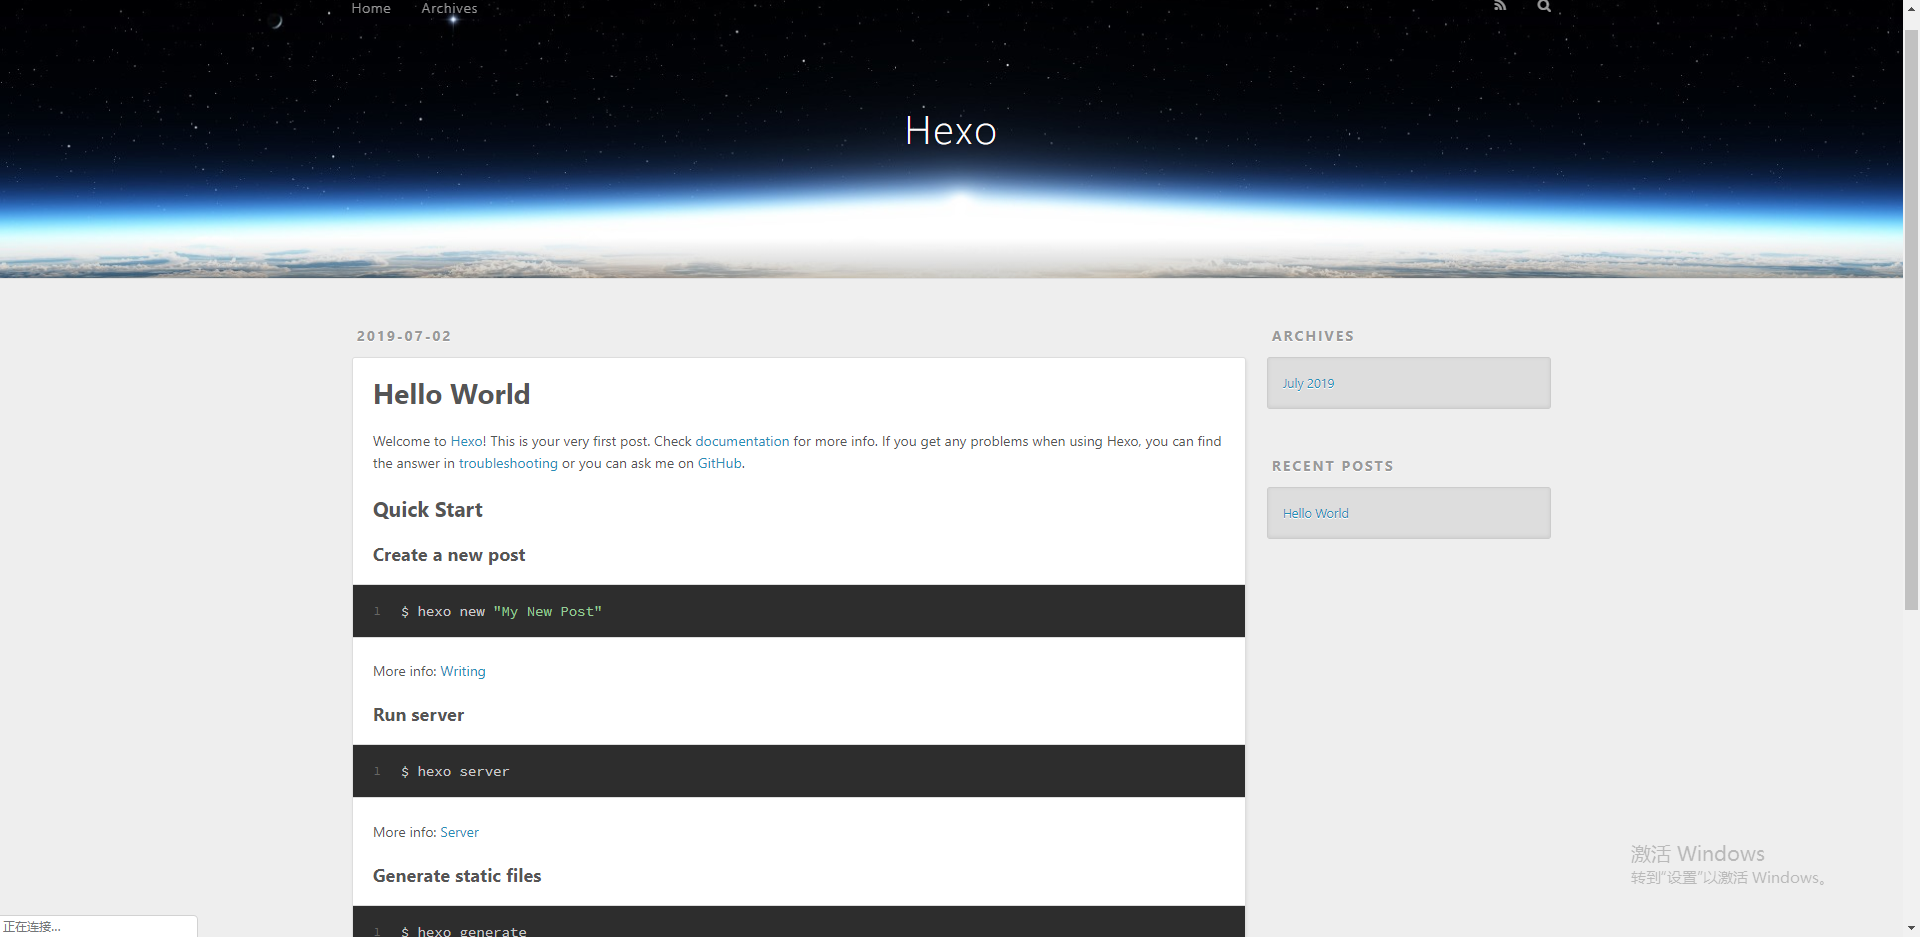 Home Archives
Hexo
2019-07-02
Hello World
Welcome to Hexo! This is your very first post. Check documentation for more info. If you get any problems when using Hexo, you can find
the answer in troubleshooting or you can ask me on GitHub.
Quick Start
Create a new post
1 $ hexo new "My New Post"
More info: Writing
Run server
1 $ hexo server
More info: Server
Generate static files
1 $ hexo generate
ARCHIVES
July 2019
RECENT POSTS
Hello World
激活 Windows
转到“设置”以激活 Windows。
正在连接...